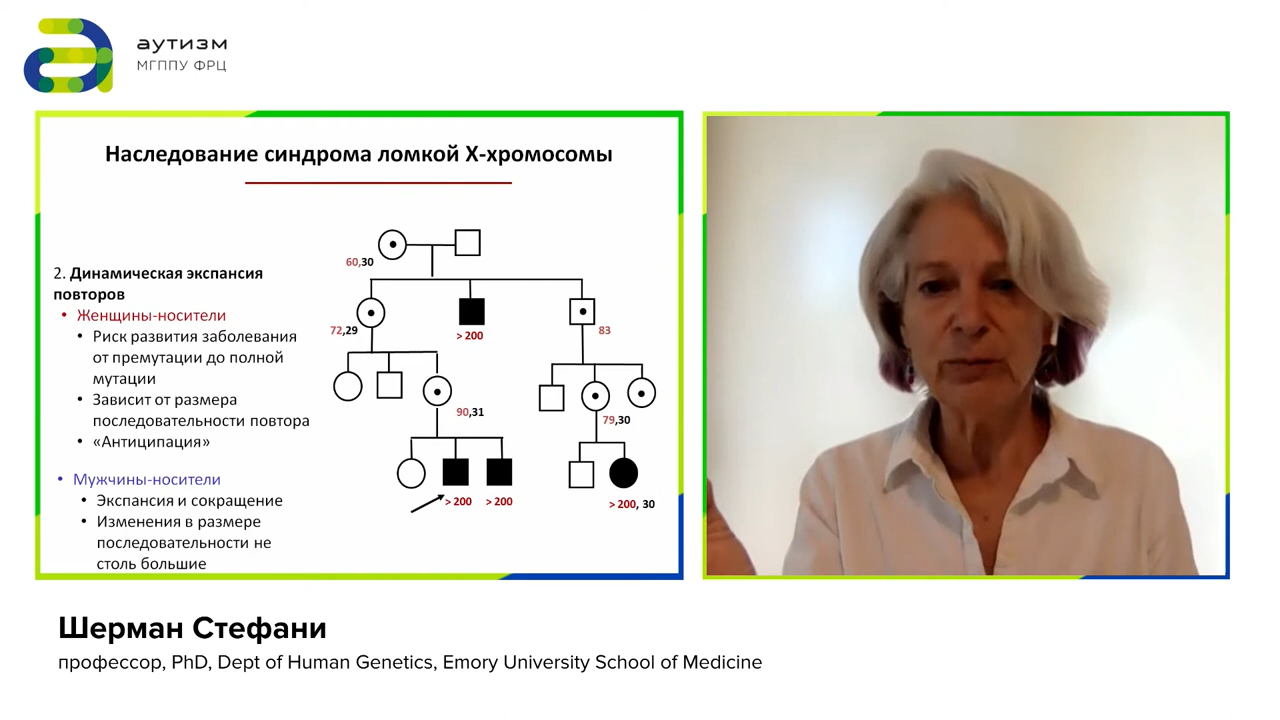 аутизм
МГППУ ФРЦ
Наследование синдрома ломкой Х-хромосомы
2. Динамическая экспансия
повторов
• Женщины-носители
• Риск развития заболевания
от премутации до полной
мутации
• Зависит от размера
последовательности повтора
• «Антиципация»
• Мужчины-носители
• Экспансия и сокращение
• Изменения в размере
последовательности не
столь большие
60,30
72,29
> 200
83
90,31
79,30
> 200
> 200
> 200, 30
Шерман Стефани
профессор, PhD, Dept of Human Genetics, Emory University School of Medicine